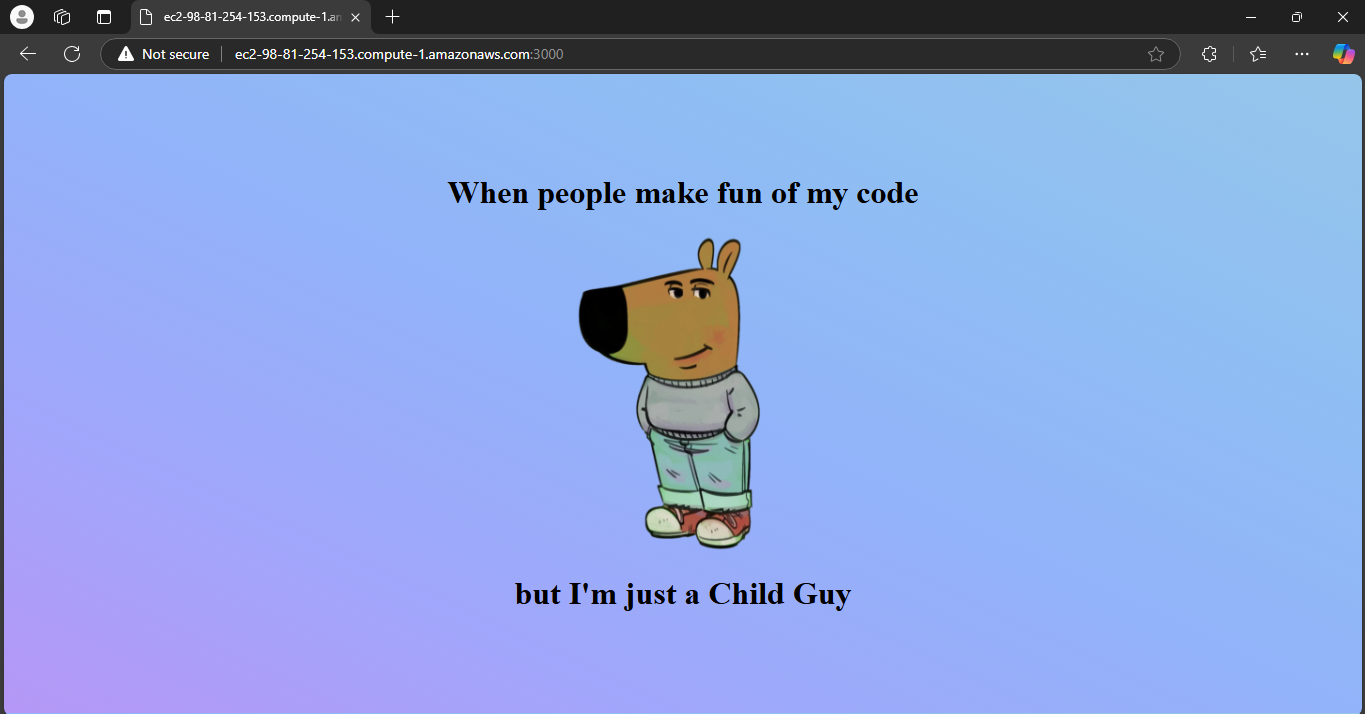 ec2-98-81-254-153.compute-1.an
Not secure
ec2-98-81-254-153.compute-1.amazonaws.com:3000
When people make fun of my code
but I'm just a Child Guy